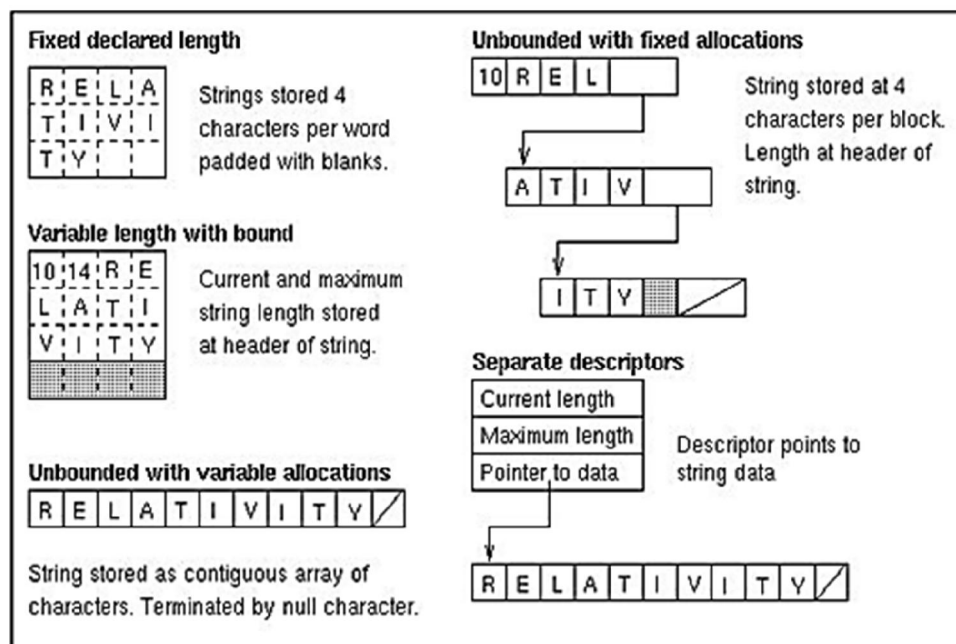 Fixed declared length
R E L A
T I V I
T Y
Strings stored 4
characters per word
padded with blanks.
Variable length with bound
10 14 R E
L A T I
V I T Y
Current and maximum
string length stored
at header of string.
Unbounded with variable allocations
R E L A T I V I T Y
String stored as contiguous array of
characters. Terminated by null character.
Unbounded with fixed allocations
10 R E L
A T I V
I T Y
String stored at 4
characters per block.
Length at header of
string.
Separate descriptors
Current length
Maximum length
Pointer to data
Descriptor points to
string data
R E L A T I V I T Y